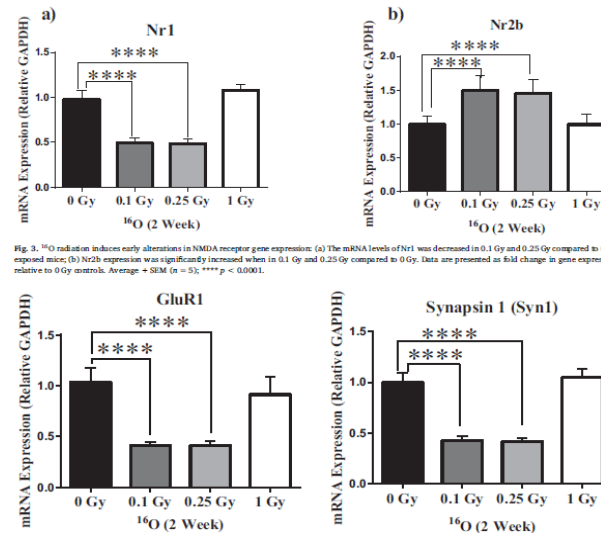 a)
Nr1
mRNA Expression (Relative GAPDH)
1.5
1.0
0.5
0.0
****
****
0 Gy 0.1 Gy 0.25 Gy 1 Gy
16O (2 Week)
b)
Nr2b
mRNA Expression (Relative GAPDH)
2.0
1.5
1.0
0.5
0.0
****
****
0 Gy 0.1 Gy 0.25 Gy 1 Gy
16O (2 Week)
Fig. 3. 16O radiation induces early alterations in NMDA receptor gene expression: (a) The mRNA levels of Nr1 was decreased in 0.1 Gy and 0.25 Gy compared to
exposed mice; (b) Nr2b expression was significantly increased when in 0.1 Gy and 0.25 Gy compared to 0 Gy. Data are presented as fold change in gene expres
relative to 0 Gy controls. Average + SEM (n = 5); **** p < 0.0001.
GluR1
mRNA Expression (Relative GAPDH)
1.5
1.0
0.5
0.0
****
****
0 Gy 0.1 Gy 0.25 Gy 1 Gy
16O (2 Week)
Synapsin 1 (Syn1)
mRNA Expression (Relative GAPDH)
1.5
1.0
0.5
0.0
****
****
0 Gy 0.1 Gy 0.25 Gy 1 Gy
16O (2 Week)